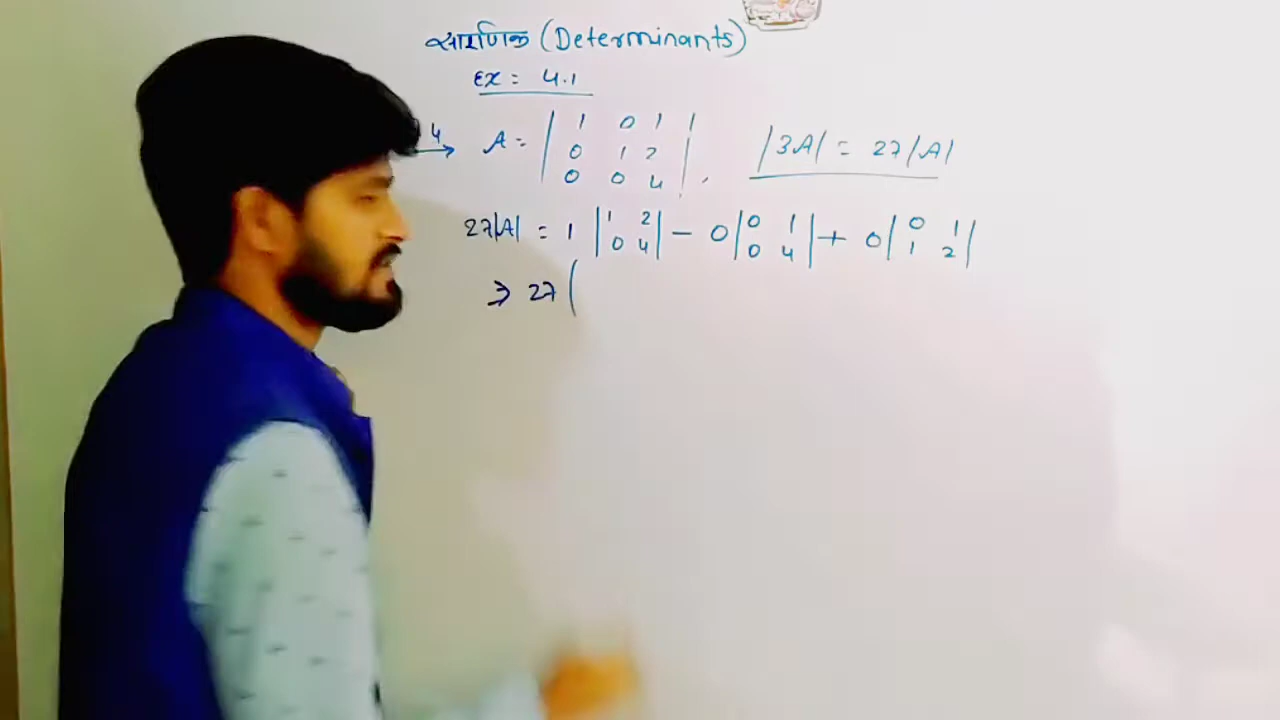 सारणिक (Determinants)
Ex = 4.1
4 → A = | 1 0 1 | , |3A| = 27|A|
| 0 1 2 |
| 0 0 4 |
27|A| = 1 | 1 2 | - 0 | 0 1 | + 0 | 0 1 |
| 0 4 | | 0 4 | | 1 2 |
⇒ 27 (